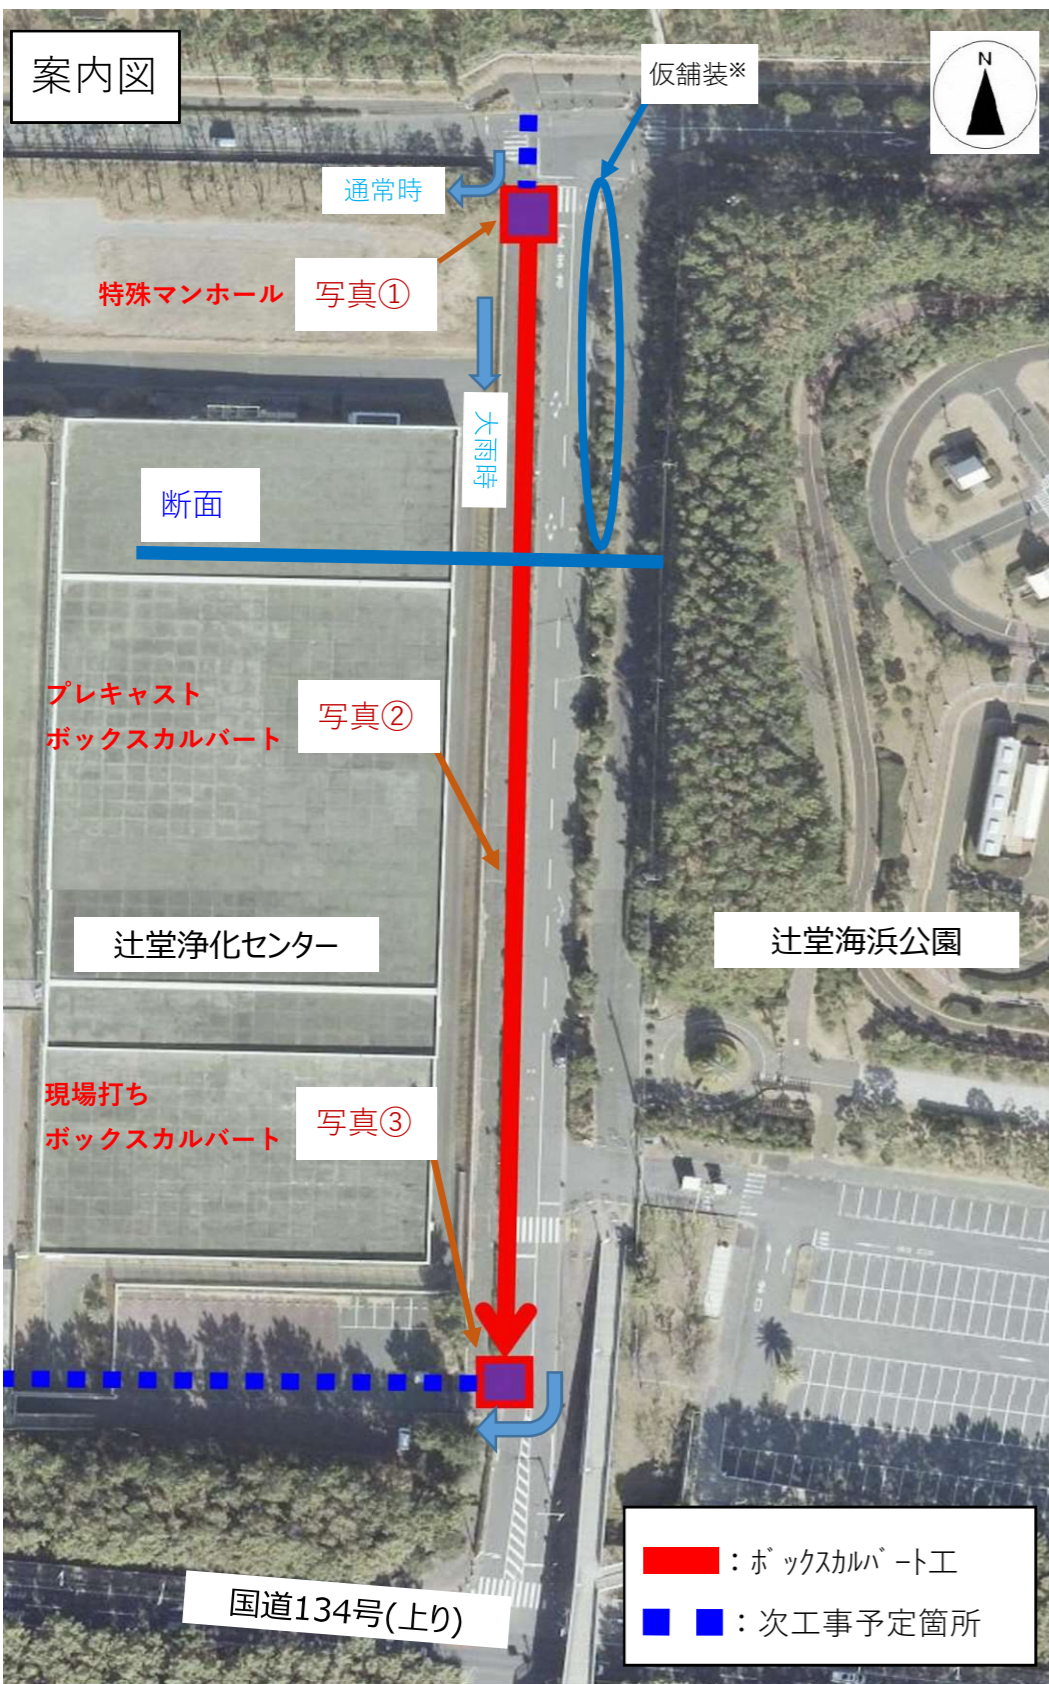 案内図
仮舗装※
N
通常時
特殊マンホール
写真①
大雨時
断面
プレキャスト
ボックスカルバート
写真②
辻堂浄化センター
辻堂海浜公園
現場打ち
ボックスカルバート
写真③
国道134号(上り)
：ﾎﾞｯｸｽｶﾙﾊﾞｰﾄ工
：次工事予定箇所